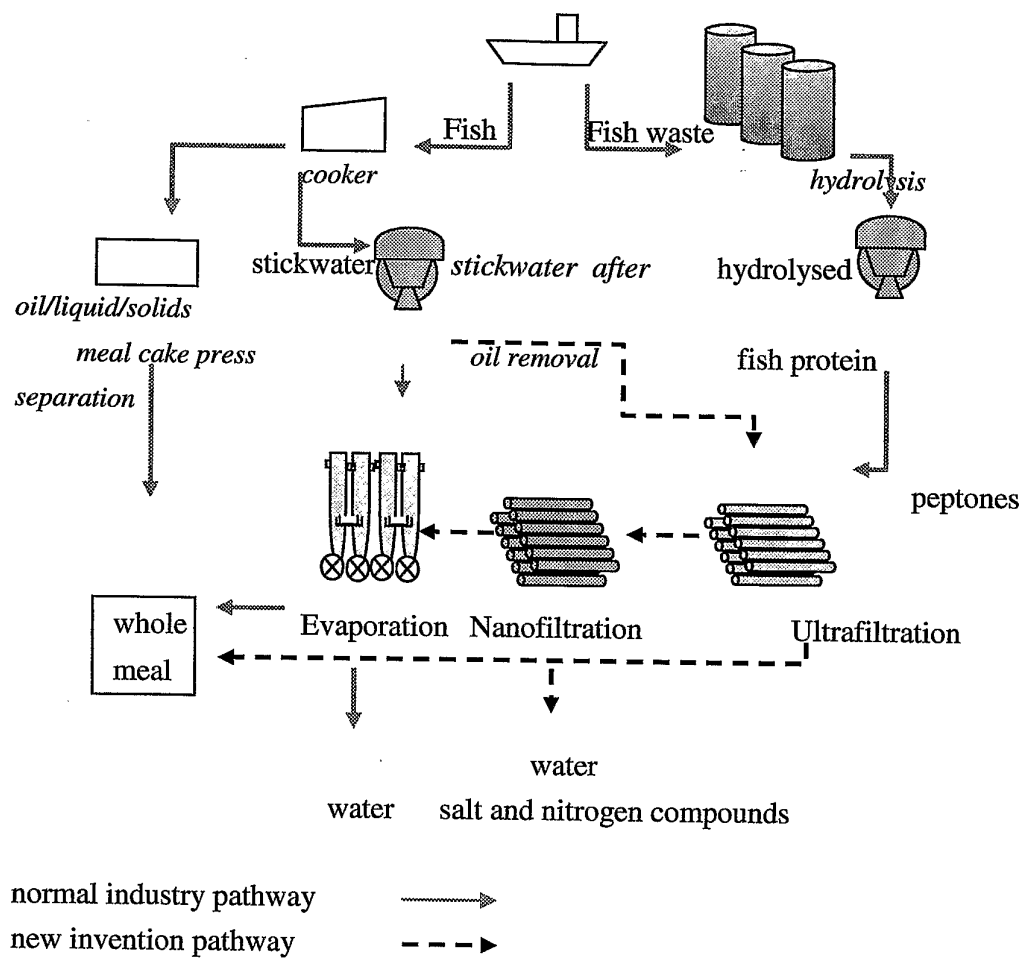 Fish
Fish waste
cooker
hydrolysis
stickwater
stickwater after
hydrolysed
oil/liquid/solids
meal cake press
oil removal
fish protein
separation
peptones
whole
meal
Evaporation
Nanofiltration
Ultrafiltration
water
water
salt and nitrogen compounds
normal industry pathway
new invention pathway